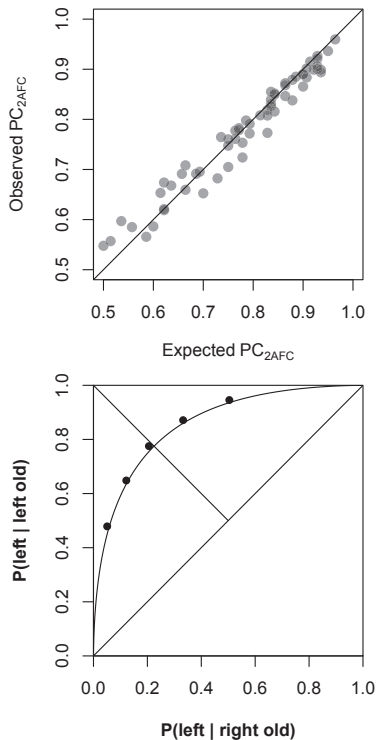 Observed PC2AFC
1.0
0.9
0.8
0.7
0.6
0.5
0.5 0.6 0.7 0.8 0.9 1.0
Expected PC2AFC
P(left | left old)
1.0
0.8
0.6
0.4
0.2
0.0
0.0 0.2 0.4 0.6 0.8 1.0
P(left | right old)